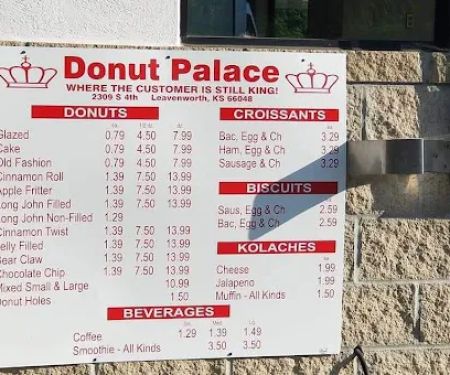 Donut Palace
WHERE THE CUSTOMER IS STILL KING!
2309 S 4th Leavenworth, KS 66048
DONUTS
Glazed 0.79 4.50 7.99
Cake 0.79 4.50 7.99
Old Fashion 0.79 4.50 7.99
Cinnamon Roll 1.39 7.50 13.99
Apple Fritter 1.39 7.50 13.99
Long John Filled 1.39 7.50 13.99
Long John Non-Filled 1.29
Cinnamon Twist 1.39 7.50 13.99
Jelly Filled 1.39 7.50 13.99
Bear Claw 1.39 7.50 13.99
Chocolate Chip 1.39 7.50 13.99
Mixed Small & Large 10.99
Donut Holes 1.50
CROISSANTS
Bac, Egg & Ch 3.29
Ham, Egg & Ch 3.29
Sausage & Ch 3.29
BISCUITS
Saus, Egg & Ch 2.59
Bac, Egg & Ch 2.59
KOLACHES
Cheese 1.99
Jalapeno 1.99
Muffin - All Kinds 1.50
BEVERAGES
Sm. Med. Lg.
Coffee 1.29 1.39 1.49
Smoothie - All Kinds 3.50 3.50